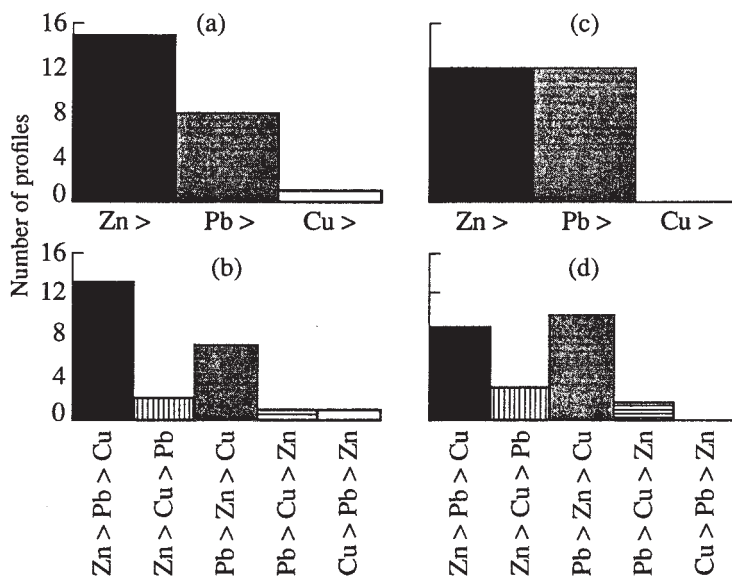 Number of profiles
(a)
16
12
8
4
0
Zn >
Pb >
Cu >
(c)
Zn >
Pb >
Cu >
(b)
16
12
8
4
0
Zn > Pb > Cu
Zn > Cu > Pb
Pb > Zn > Cu
Pb > Cu > Zn
Cu > Pb > Zn
(d)
Zn > Pb > Cu
Zn > Cu > Pb
Pb > Zn > Cu
Pb > Cu > Zn
Cu > Pb > Zn